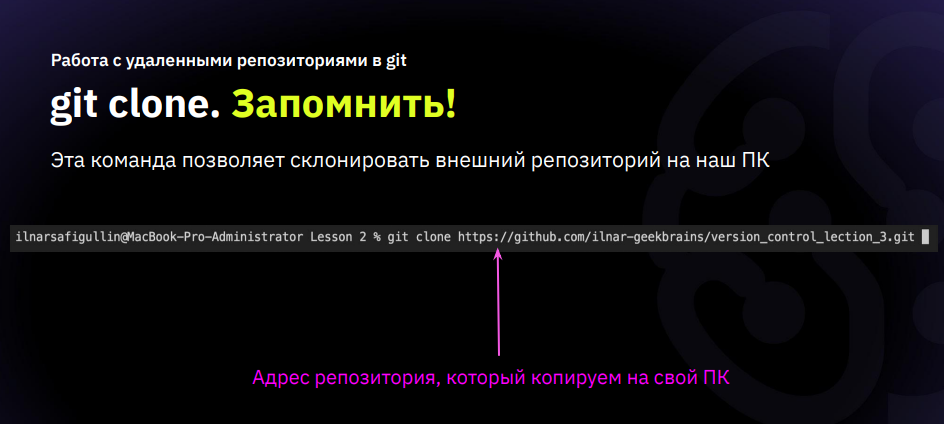 Работа с удаленными репозиториями в git
git clone. Запомнить!
Эта команда позволяет склонировать внешний репозиторий на наш ПК
ilnarsafigullin@MacBook-Pro-Administrator Lesson 2 % git clone https://github.com/ilnar-geekbrains/version_control_lection_3.git
Адрес репозитория, который копируем на свой ПК